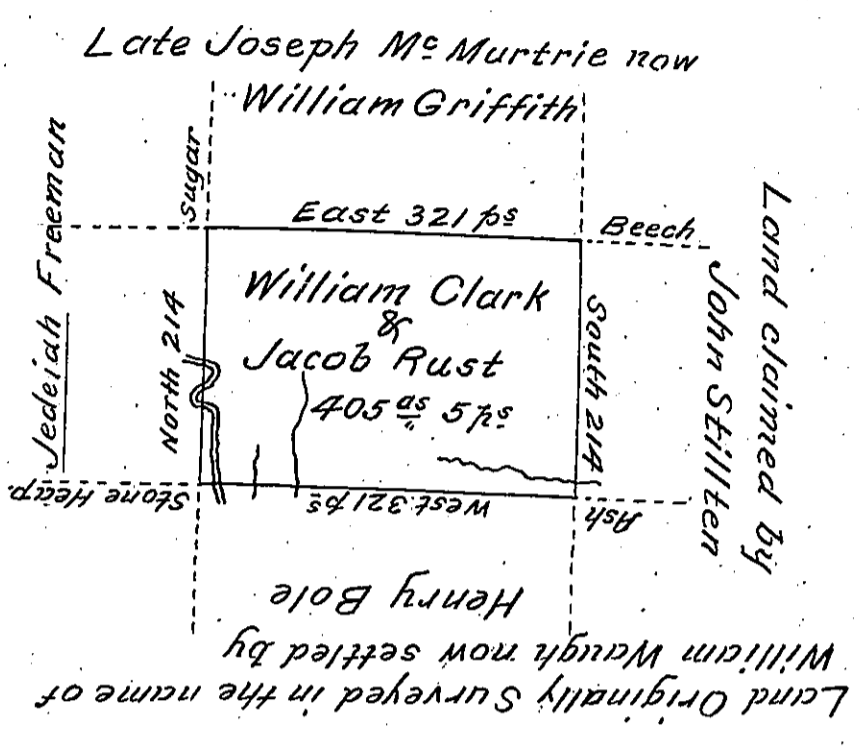 Late Joseph Mc Murtrie now
William Griffith
Sugar
East 321 ps
Beech
Jedeiah Freeman
North 214
William Clark
&
Jacob Rust
405 as 5 ps
South 214
Land claimed by
John Stillten
Stone Heap.
West 321 ps
Ash
Land Originally Surveyed in the name of
William Waugh now settled by
Henry Bole